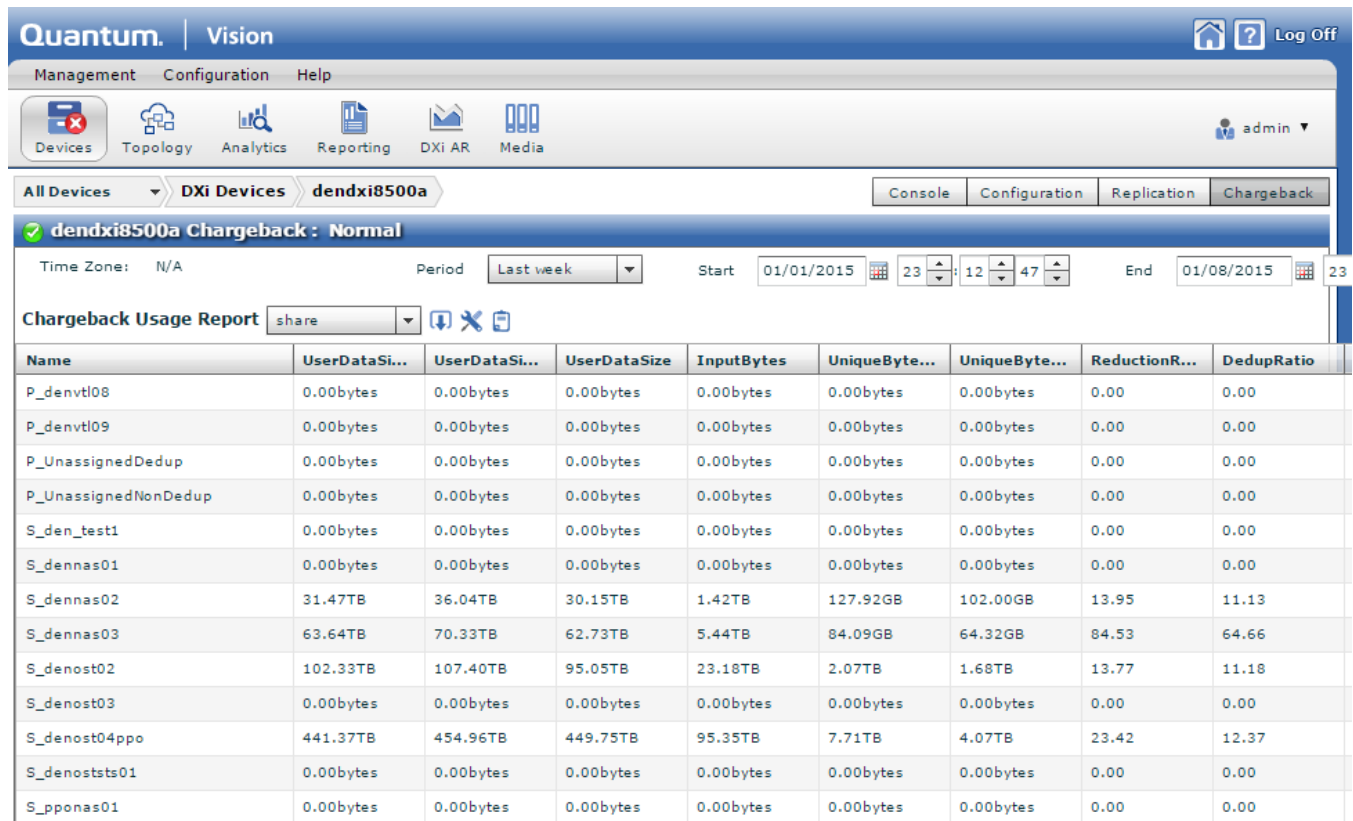 Quantum. | Vision ? Log Off
Management Configuration Help
Devices Topology Analytics Reporting DXi AR Media admin
All Devices DXi Devices dendxi8500a Console Configuration Replication Chargeback
dendxi8500a Chargeback : Normal
Time Zone: N/A Period Last week Start 01/01/2015 23 : 12 47 End 01/08/2015 23
Chargeback Usage Report share
Name UserDataSi... UserDataSi... UserDataSize InputBytes UniqueByte... UniqueByte... ReductionR... DedupRatio
P_denvtl08 0.00bytes 0.00bytes 0.00bytes 0.00bytes 0.00bytes 0.00bytes 0.00 0.00
P_denvtl09 0.00bytes 0.00bytes 0.00bytes 0.00bytes 0.00bytes 0.00bytes 0.00 0.00
P_UnassignedDedup 0.00bytes 0.00bytes 0.00bytes 0.00bytes 0.00bytes 0.00bytes 0.00 0.00
P_UnassignedNonDedup 0.00bytes 0.00bytes 0.00bytes 0.00bytes 0.00bytes 0.00bytes 0.00 0.00
S_den_test1 0.00bytes 0.00bytes 0.00bytes 0.00bytes 0.00bytes 0.00bytes 0.00 0.00
S_dennas01 0.00bytes 0.00bytes 0.00bytes 0.00bytes 0.00bytes 0.00bytes 0.00 0.00
S_dennas02 31.47TB 36.04TB 30.15TB 1.42TB 127.92GB 102.00GB 13.95 11.13
S_dennas03 63.64TB 70.33TB 62.73TB 5.44TB 84.09GB 64.32GB 84.53 64.66
S_denost02 102.33TB 107.40TB 95.05TB 23.18TB 2.07TB 1.68TB 13.77 11.18
S_denost03 0.00bytes 0.00bytes 0.00bytes 0.00bytes 0.00bytes 0.00bytes 0.00 0.00
S_denost04ppo 441.37TB 454.96TB 449.75TB 95.35TB 7.71TB 4.07TB 23.42 12.37
S_denoststs01 0.00bytes 0.00bytes 0.00bytes 0.00bytes 0.00bytes 0.00bytes 0.00 0.00
S_pponas01 0.00bytes 0.00bytes 0.00bytes 0.00bytes 0.00bytes 0.00bytes 0.00 0.00